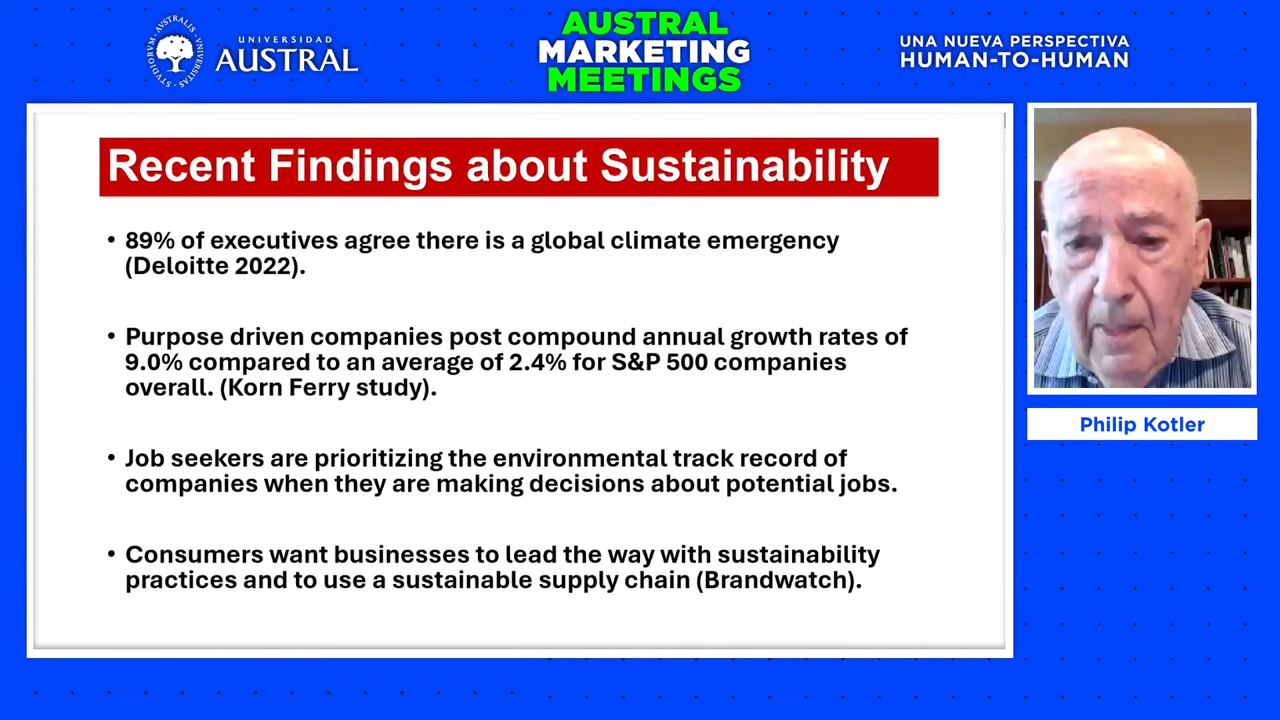 STVDIORVM VNIVERSITAS AVSTRALIS
UNIVERSIDAD
AUSTRAL
AUSTRAL
MARKETING
MEETINGS
UNA NUEVA PERSPECTIVA
HUMAN-TO-HUMAN
Recent Findings about Sustainability
• 89% of executives agree there is a global climate emergency
(Deloitte 2022).
• Purpose driven companies post compound annual growth rates of
9.0% compared to an average of 2.4% for S&P 500 companies
overall. (Korn Ferry study).
• Job seekers are prioritizing the environmental track record of
companies when they are making decisions about potential jobs.
• Consumers want businesses to lead the way with sustainability
practices and to use a sustainable supply chain (Brandwatch).
Philip Kotler